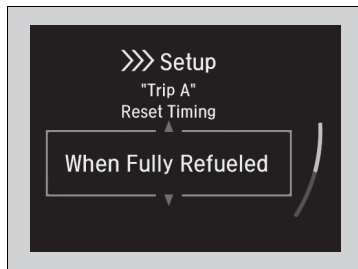 >>> Setup
"Trip A"
Reset Timing
When Fully Refueled